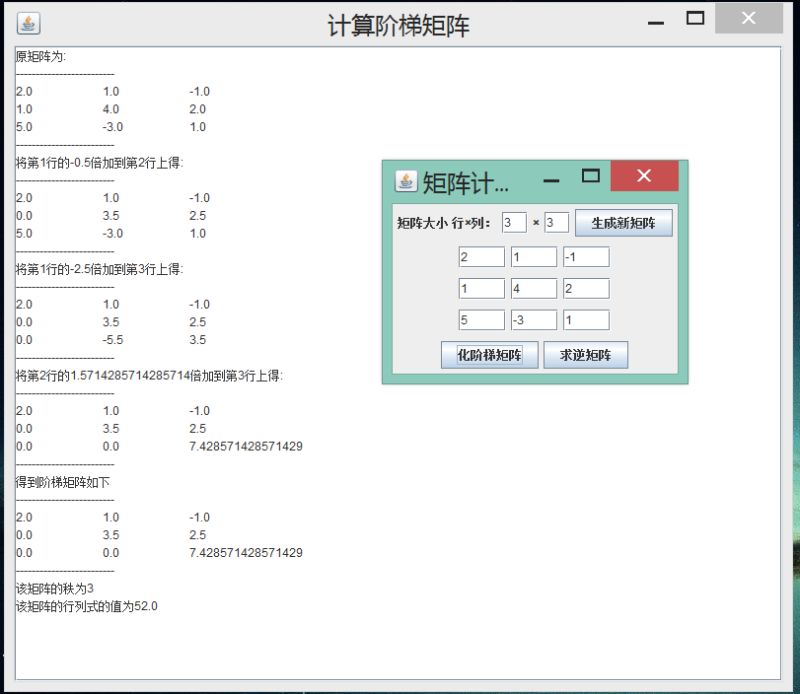 计算阶梯矩阵
原矩阵为:
-------------------------
2.0 1.0 -1.0
1.0 4.0 2.0
5.0 -3.0 1.0
-------------------------
将第1行的-0.5倍加到第2行上得:
-------------------------
2.0 1.0 -1.0
0.0 3.5 2.5
5.0 -3.0 1.0
-------------------------
将第1行的-2.5倍加到第3行上得:
-------------------------
2.0 1.0 -1.0
0.0 3.5 2.5
0.0 -5.5 3.5
-------------------------
将第2行的1.5714285714285714倍加到第3行上得:
-------------------------
2.0 1.0 -1.0
0.0 3.5 2.5
0.0 0.0 7.428571428571429
-------------------------
得到阶梯矩阵如下
-------------------------
2.0 1.0 -1.0
0.0 3.5 2.5
0.0 0.0 7.428571428571429
-------------------------
该矩阵的秩为3
该矩阵的行列式的值为52.0
矩阵计...
矩阵大小 行×列: 3 × 3 生成新矩阵
2 1 -1
1 4 2
5 -3 1
化阶梯矩阵 求逆矩阵